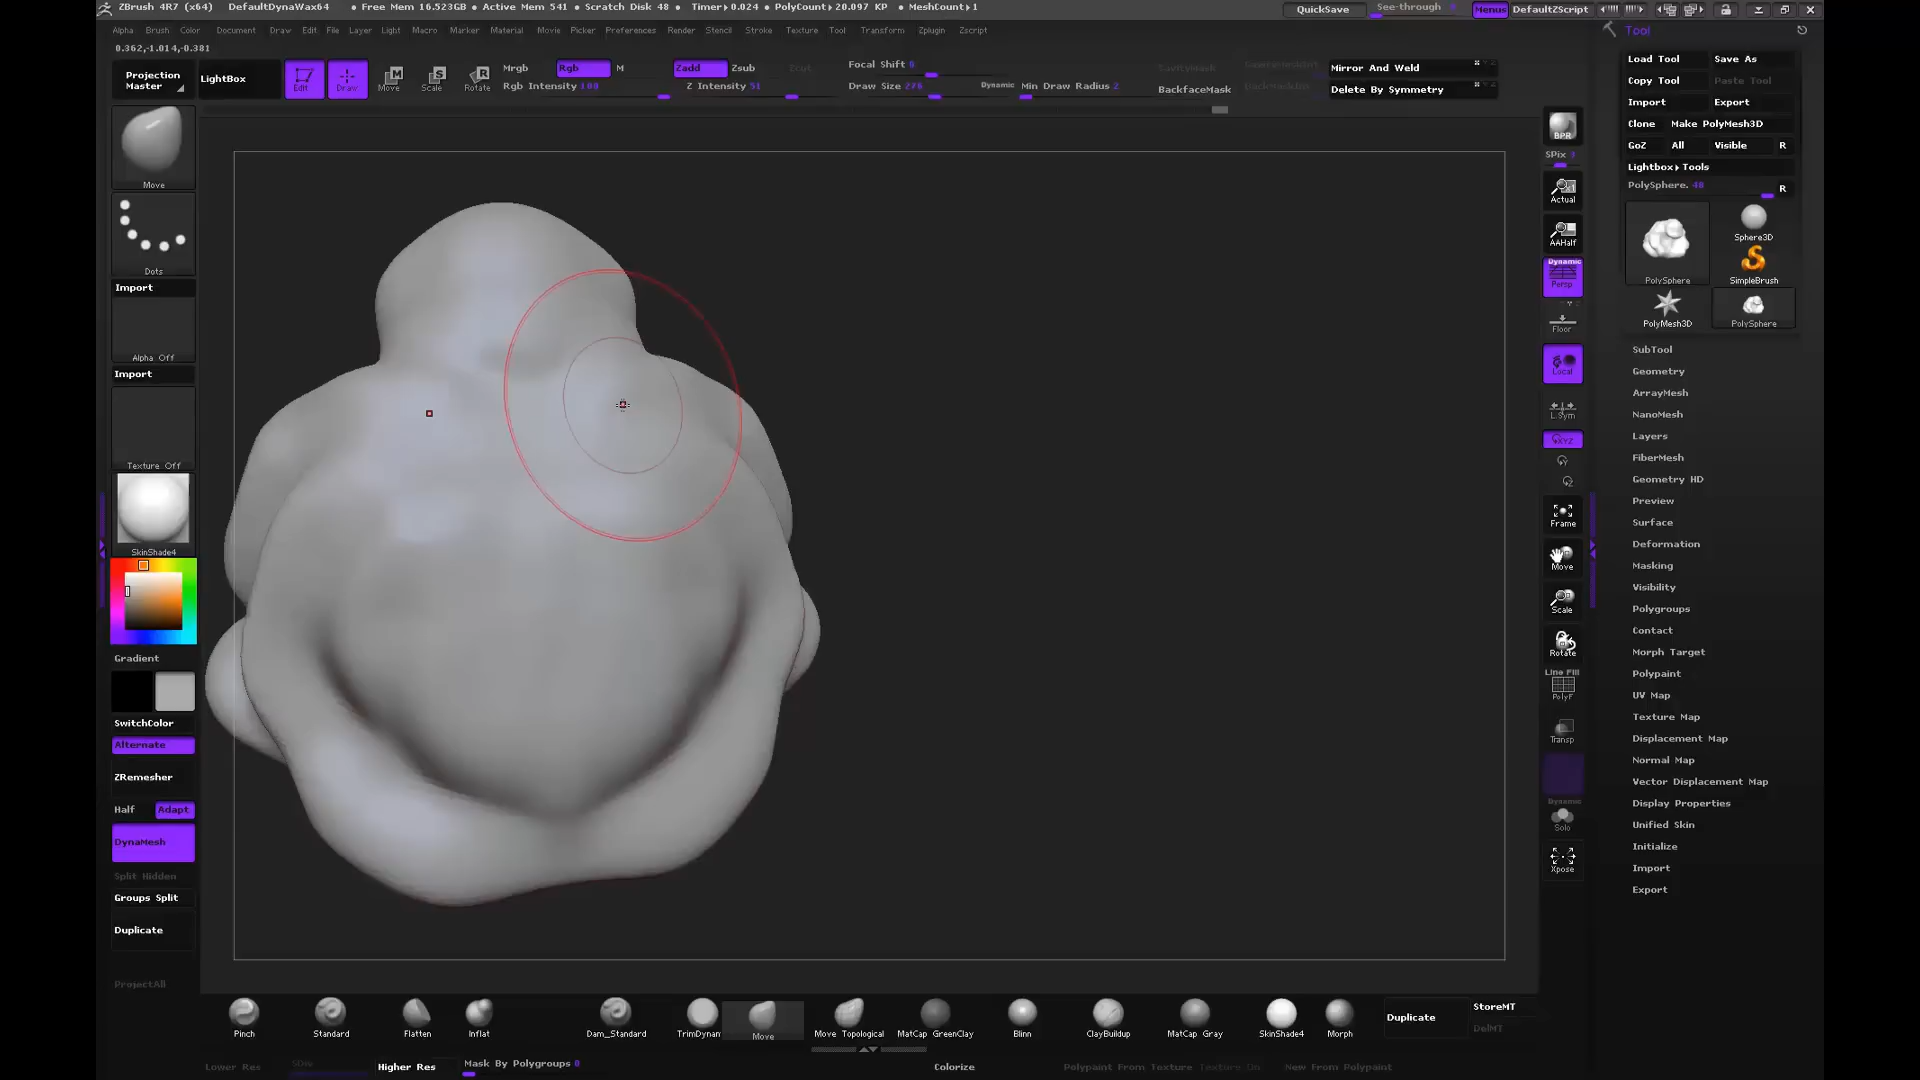 ZBrush 4R7 (x64) DefaultDynaWax64 • Free Mem 16.523GB • Active Mem 541 • Scratch Disk 48 • Timer▸0.024 • PolyCount▸20.097 KP • MeshCount▸1 QuickSave See-through 0 Menus DefaultZScript
Alpha Brush Color Document Draw Edit File Layer Light Macro Marker Material Movie Picker Preferences Render Stencil Stroke Texture Tool Transform Zplugin Zscript
Tool
0.362,-1.014,-0.381
Load Tool Save As
Copy Tool Paste Tool
Import Export
Clone Make PolyMesh3D
GoZ All Visible R
Lightbox▸Tools
PolySphere. 48 R
PolySphere
Sphere3D
SimpleBrush
PolyMesh3D
PolySphere
SubTool
Geometry
ArrayMesh
NanoMesh
Layers
FiberMesh
Geometry HD
Preview
Surface
Deformation
Masking
Visibility
Polygroups
Contact
Morph Target
Polypaint
UV Map
Texture Map
Displacement Map
Normal Map
Vector Displacement Map
Display Properties
Unified Skin
Initialize
Import
Export
Projection
Master
LightBox
Edit
Draw
Move
Scale
Rotate
Mrgb Rgb M
Rgb Intensity 100
Zadd Zsub Zcut
Z Intensity 51
Focal Shift 0
Draw Size 276 Dynamic Min Draw Radius 2
CavityMask
BackfaceMask
Mirror And Weld
Delete By Symmetry
Move
Dots
Import
Alpha Off
Import
Texture Off
SkinShade4
Gradient
SwitchColor
Alternate
ZRemesher
Half Adapt
DynaMesh
Split Hidden
Groups Split
Duplicate
ProjectAll
BPR
SPix 3
Actual
AAHalf
Dynamic
Persp
Floor
Local
L.Sym
XYZ
Frame
Move
Scale
Rotate
Line Fill
PolyF
Transp
Dynamic
Solo
Xpose
Pinch
Standard
Flatten
Inflat
Dam_Standard
TrimDynam
Move
Move Topological
MatCap GreenClay
Blinn
ClayBuildup
MatCap Gray
SkinShade4
Morph
Duplicate
StoreMT
DelMT
Lower Res SDiv Higher Res Mask By Polygroups 0 Colorize Polypaint From Texture Texture On New From Polypaint